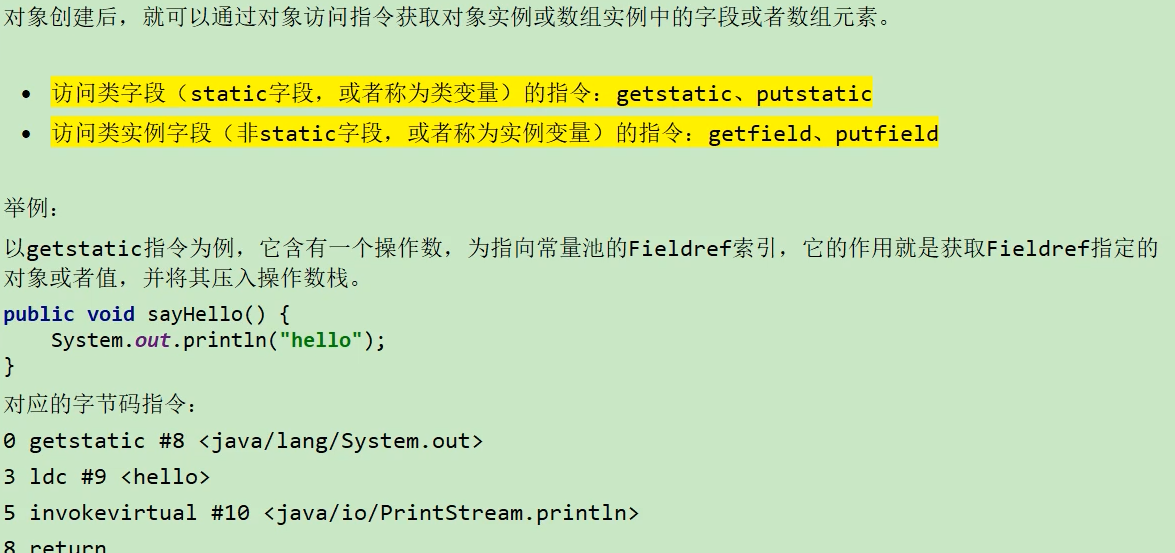 对象创建后，就可以通过对象访问指令获取对象实例或数组实例中的字段或者数组元素。
• 访问类字段（static字段，或者称为类变量）的指令：getstatic、putstatic
• 访问类实例字段（非static字段，或者称为实例变量）的指令：getfield、putfield
举例：
以getstatic指令为例，它含有一个操作数，为指向常量池的Fieldref索引，它的作用就是获取Fieldref指定的
对象或者值，并将其压入操作数栈。
public void sayHello() {
    System.out.println("hello");
}
对应的字节码指令：
0 getstatic #8 <java/lang/System.out>
3 ldc #9 <hello>
5 invokevirtual #10 <java/io/PrintStream.println>
8 return